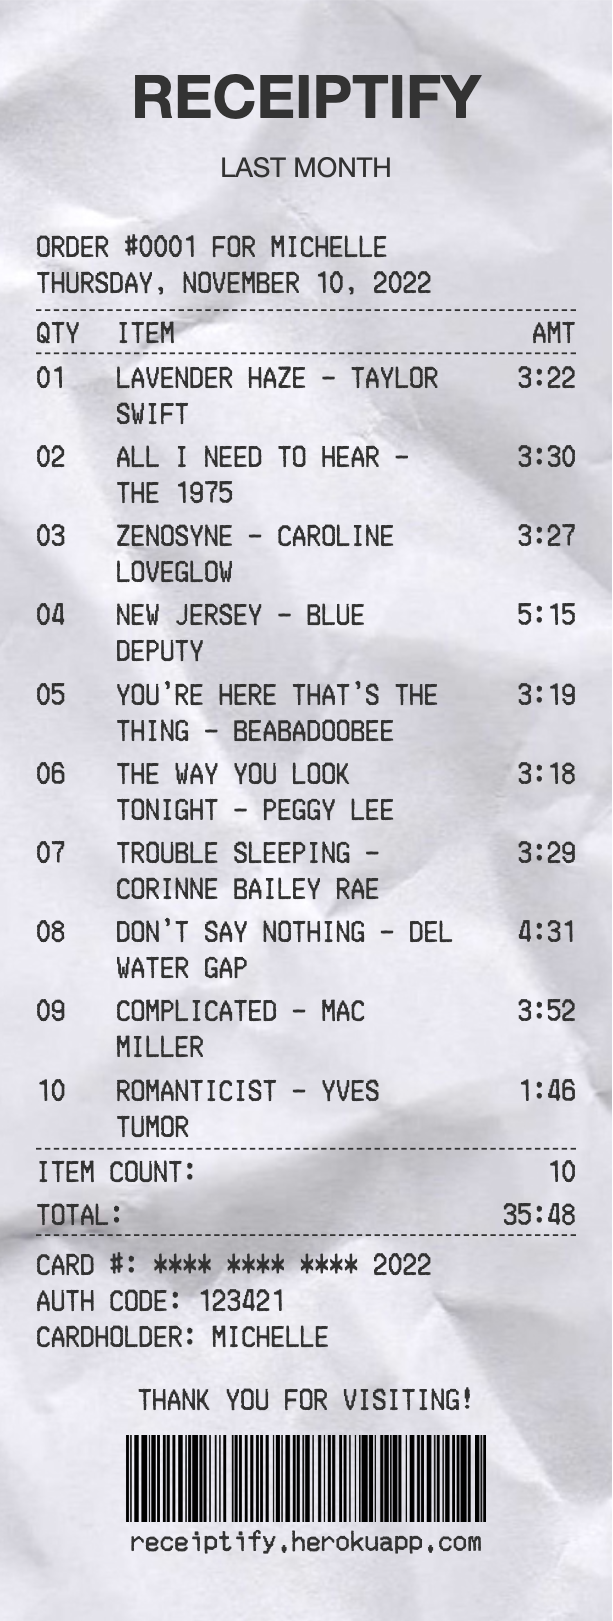 RECEIPTIFY
LAST MONTH
ORDER #0001 FOR MICHELLE
THURSDAY, NOVEMBER 10, 2022
QTY ITEM AMT
01 LAVENDER HAZE - TAYLOR 3:22
SWIFT
02 ALL I NEED TO HEAR - 3:30
THE 1975
03 ZENOSYNE - CAROLINE 3:27
LOVEGLOW
04 NEW JERSEY - BLUE 5:15
DEPUTY
05 YOU'RE HERE THAT'S THE 3:19
THING - BEABADOOBEE
06 THE WAY YOU LOOK 3:18
TONIGHT - PEGGY LEE
07 TROUBLE SLEEPING - 3:29
CORINNE BAILEY RAE
08 DON'T SAY NOTHING - DEL 4:31
WATER GAP
09 COMPLICATED - MAC 3:52
MILLER
10 ROMANTICIST - YVES 1:46
TUMOR
ITEM COUNT: 10
TOTAL: 35:48
CARD #: **** **** **** 2022
AUTH CODE: 123421
CARDHOLDER: MICHELLE
THANK YOU FOR VISITING!
receiptify.herokuapp.com